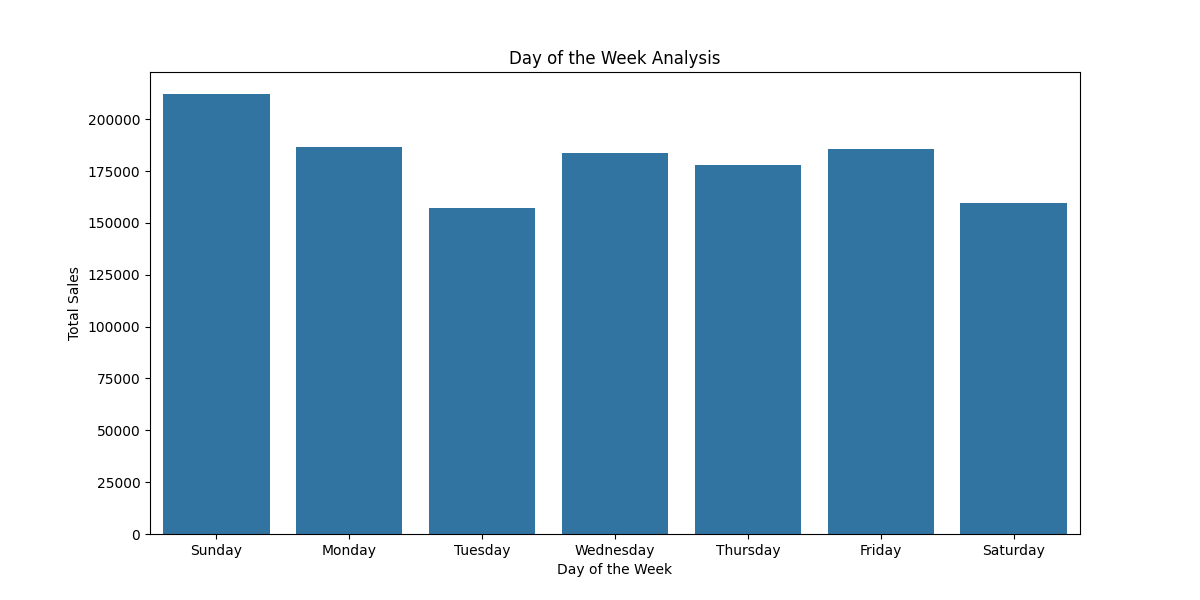 Day of the Week Analysis
Total Sales
200000
175000
150000
125000
100000
75000
50000
25000
0
Sunday Monday Tuesday Wednesday Thursday Friday Saturday
Day of the Week